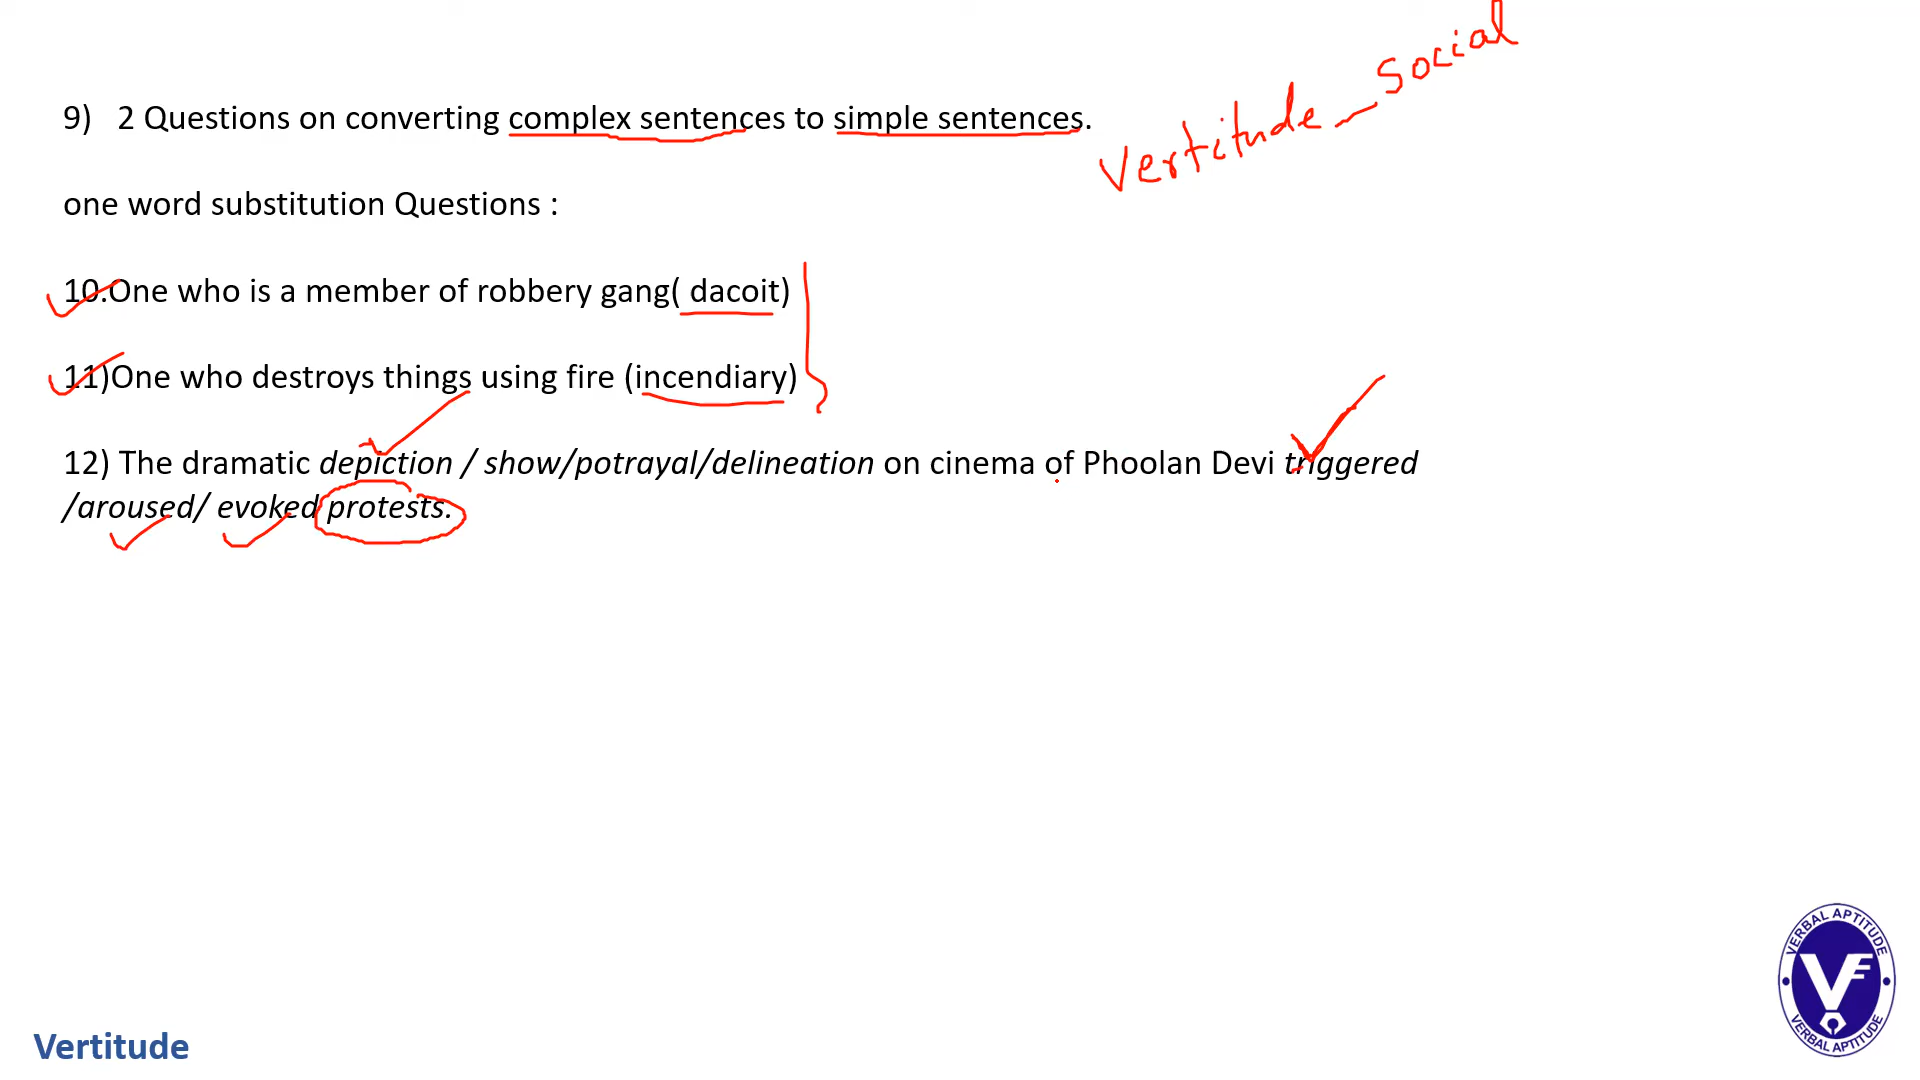 Vertitude_Social
9) 2 Questions on converting complex sentences to simple sentences.
one word substitution Questions :
10.One who is a member of robbery gang( dacoit)
11)One who destroys things using fire (incendiary)
12) The dramatic depiction / show/potrayal/delineation on cinema of Phoolan Devi triggered
/aroused/ evoked protests.
VERBAL APTITUDE
VE
VERBAL APTITUDE
Vertitude